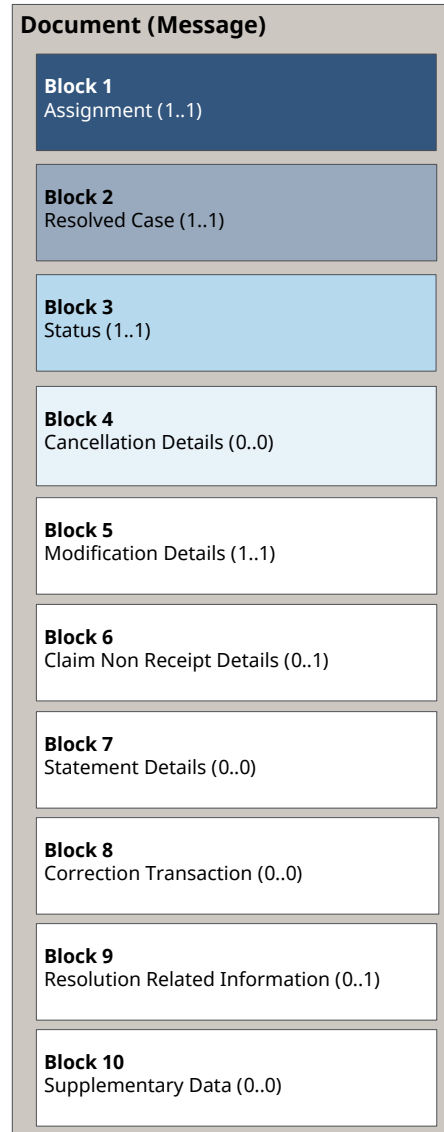 Document (Message)
Block 1
Assignment (1..1)
Block 2
Resolved Case (1..1)
Block 3
Status (1..1)
Block 4
Cancellation Details (0..0)
Block 5
Modification Details (1..1)
Block 6
Claim Non Receipt Details (0..1)
Block 7
Statement Details (0..0)
Block 8
Correction Transaction (0..0)
Block 9
Resolution Related Information (0..1)
Block 10
Supplementary Data (0..0)